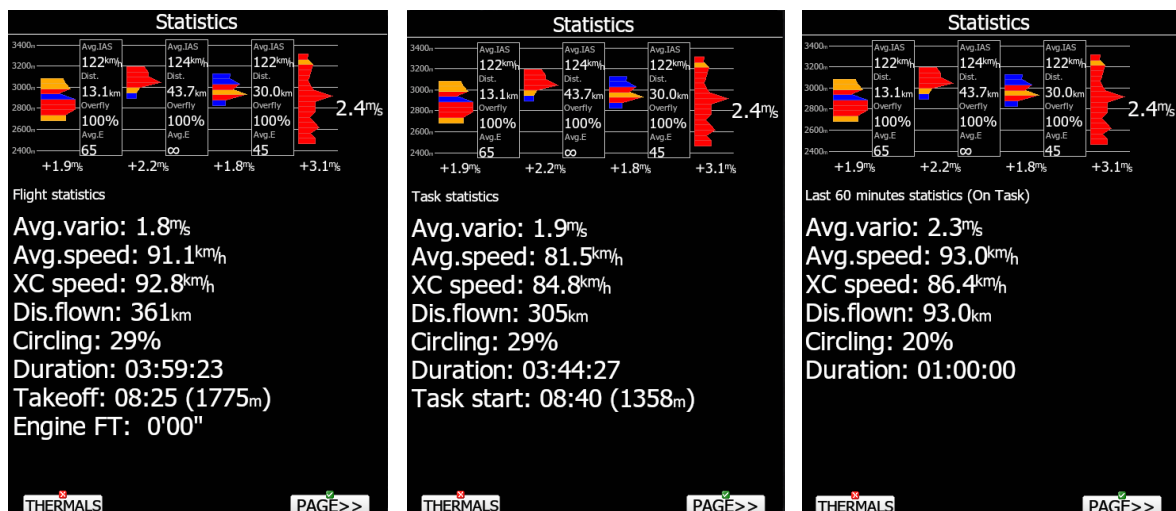 Statistics
3400m
3200m
3000m
2800m
2600m
2400m
Avg.IAS
122km/h
Dist.
13.1km
Overfly
100%
Avg.E
65
Avg.IAS
124km/h
Dist.
43.7km
Overfly
100%
Avg.E
∞
Avg.IAS
122km/h
Dist.
30.0km
Overfly
100%
Avg.E
45
2.4m/s
+1.9m/s
+2.2m/s
+1.8m/s
+3.1m/s
Flight statistics
Avg.vario: 1.8m/s
Avg.speed: 91.1km/h
XC speed: 92.8km/h
Dis.flown: 361km
Circling: 29%
Duration: 03:59:23
Takeoff: 08:25 (1775m)
Engine FT: 0'00"
THERMALS
PAGE>>
Statistics
3400m
3200m
3000m
2800m
2600m
2400m
Avg.IAS
122km/h
Dist.
13.1km
Overfly
100%
Avg.E
65
Avg.IAS
124km/h
Dist.
43.7km
Overfly
100%
Avg.E
∞
Avg.IAS
122km/h
Dist.
30.0km
Overfly
100%
Avg.E
45
2.4m/s
+1.9m/s
+2.2m/s
+1.8m/s
+3.1m/s
Task statistics
Avg.vario: 1.9m/s
Avg.speed: 81.5km/h
XC speed: 84.8km/h
Dis.flown: 305km
Circling: 29%
Duration: 03:44:27
Task start: 08:40 (1358m)
THERMALS
PAGE>>
Statistics
3400m
3200m
3000m
2800m
2600m
2400m
Avg.IAS
122km/h
Dist.
13.1km
Overfly
100%
Avg.E
65
Avg.IAS
124km/h
Dist.
43.7km
Overfly
100%
Avg.E
∞
Avg.IAS
122km/h
Dist.
30.0km
Overfly
100%
Avg.E
45
2.4m/s
+1.9m/s
+2.2m/s
+1.8m/s
+3.1m/s
Last 60 minutes statistics (On Task)
Avg.vario: 2.3m/s
Avg.speed: 93.0km/h
XC speed: 86.4km/h
Dis.flown: 93.0km
Circling: 20%
Duration: 01:00:00
THERMALS
PAGE>>